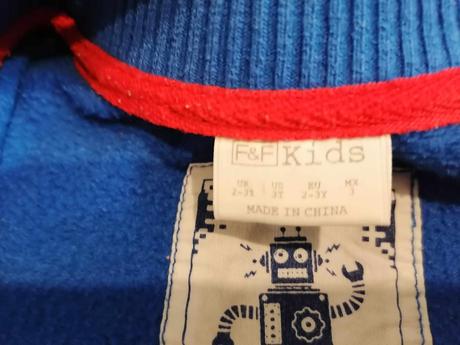 F&F Kids
UK US EU MX
2-3Y 3T 2-3Y 3
MADE IN CHINA